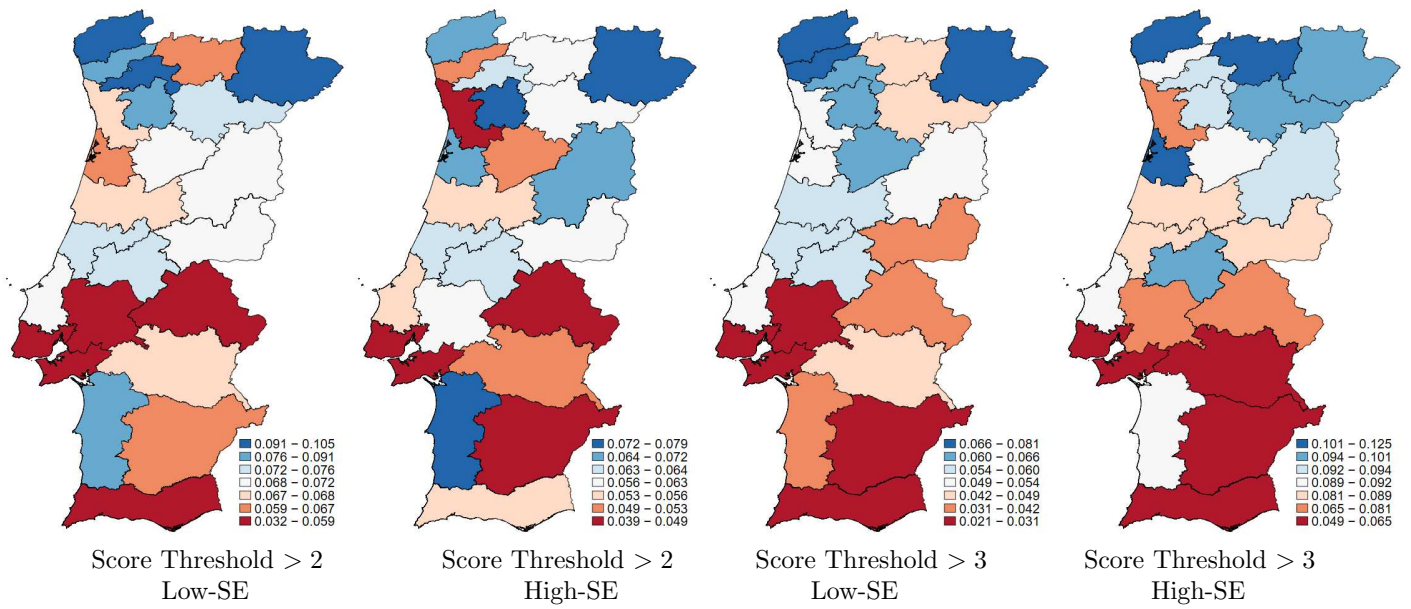 0.091 − 0.105
0.076 − 0.091
0.072 − 0.076
0.068 − 0.072
0.067 − 0.068
0.059 − 0.067
0.032 − 0.059
0.072 − 0.079
0.064 − 0.072
0.063 − 0.064
0.056 − 0.063
0.053 − 0.056
0.049 − 0.053
0.039 − 0.049
0.066 − 0.081
0.060 − 0.066
0.054 − 0.060
0.049 − 0.054
0.042 − 0.049
0.031 − 0.042
0.021 − 0.031
0.101 − 0.125
0.094 − 0.101
0.092 − 0.094
0.089 − 0.092
0.081 − 0.089
0.065 − 0.081
0.049 − 0.065
Score Threshold > 2
Low-SE
Score Threshold > 2
High-SE
Score Threshold > 3
Low-SE
Score Threshold > 3
High-SE